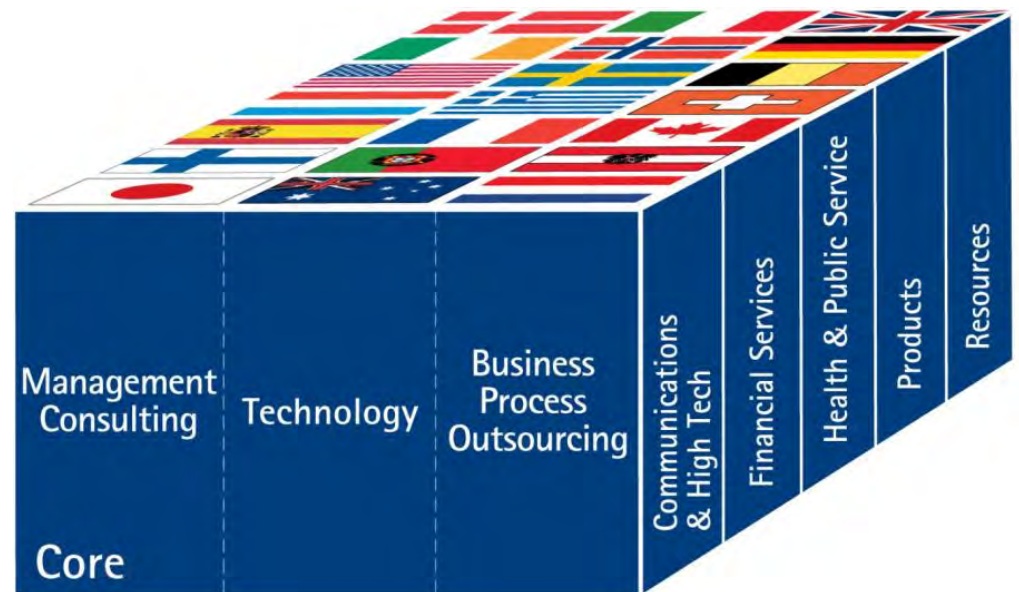 Management
Consulting
Technology
Business
Process
Outsourcing
Core
Communications
& High Tech
Financial Services
Health & Public Service
Products
Resources